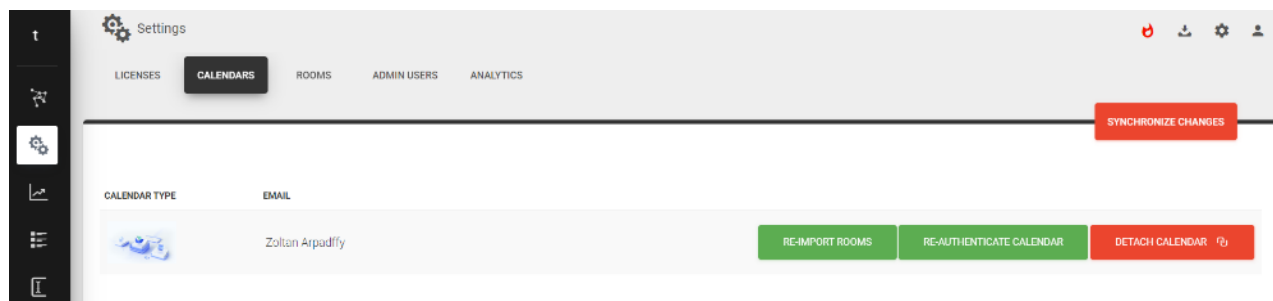 t
Settings
LICENSES
CALENDARS
ROOMS
ADMIN USERS
ANALYTICS
SYNCHRONIZE CHANGES
CALENDAR TYPE
EMAIL
Zoltan Arpadffy
RE-IMPORT ROOMS
RE-AUTHENTICATE CALENDAR
DETACH CALENDAR